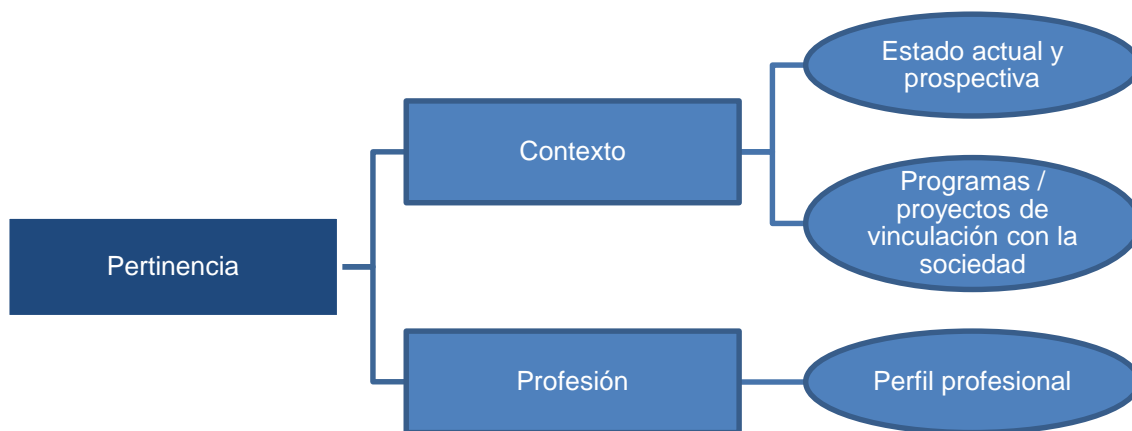 Estado actual y
prospectiva
Contexto
Programas /
proyectos de
vinculación con la
sociedad
Pertinencia
Profesión
Perfil profesional